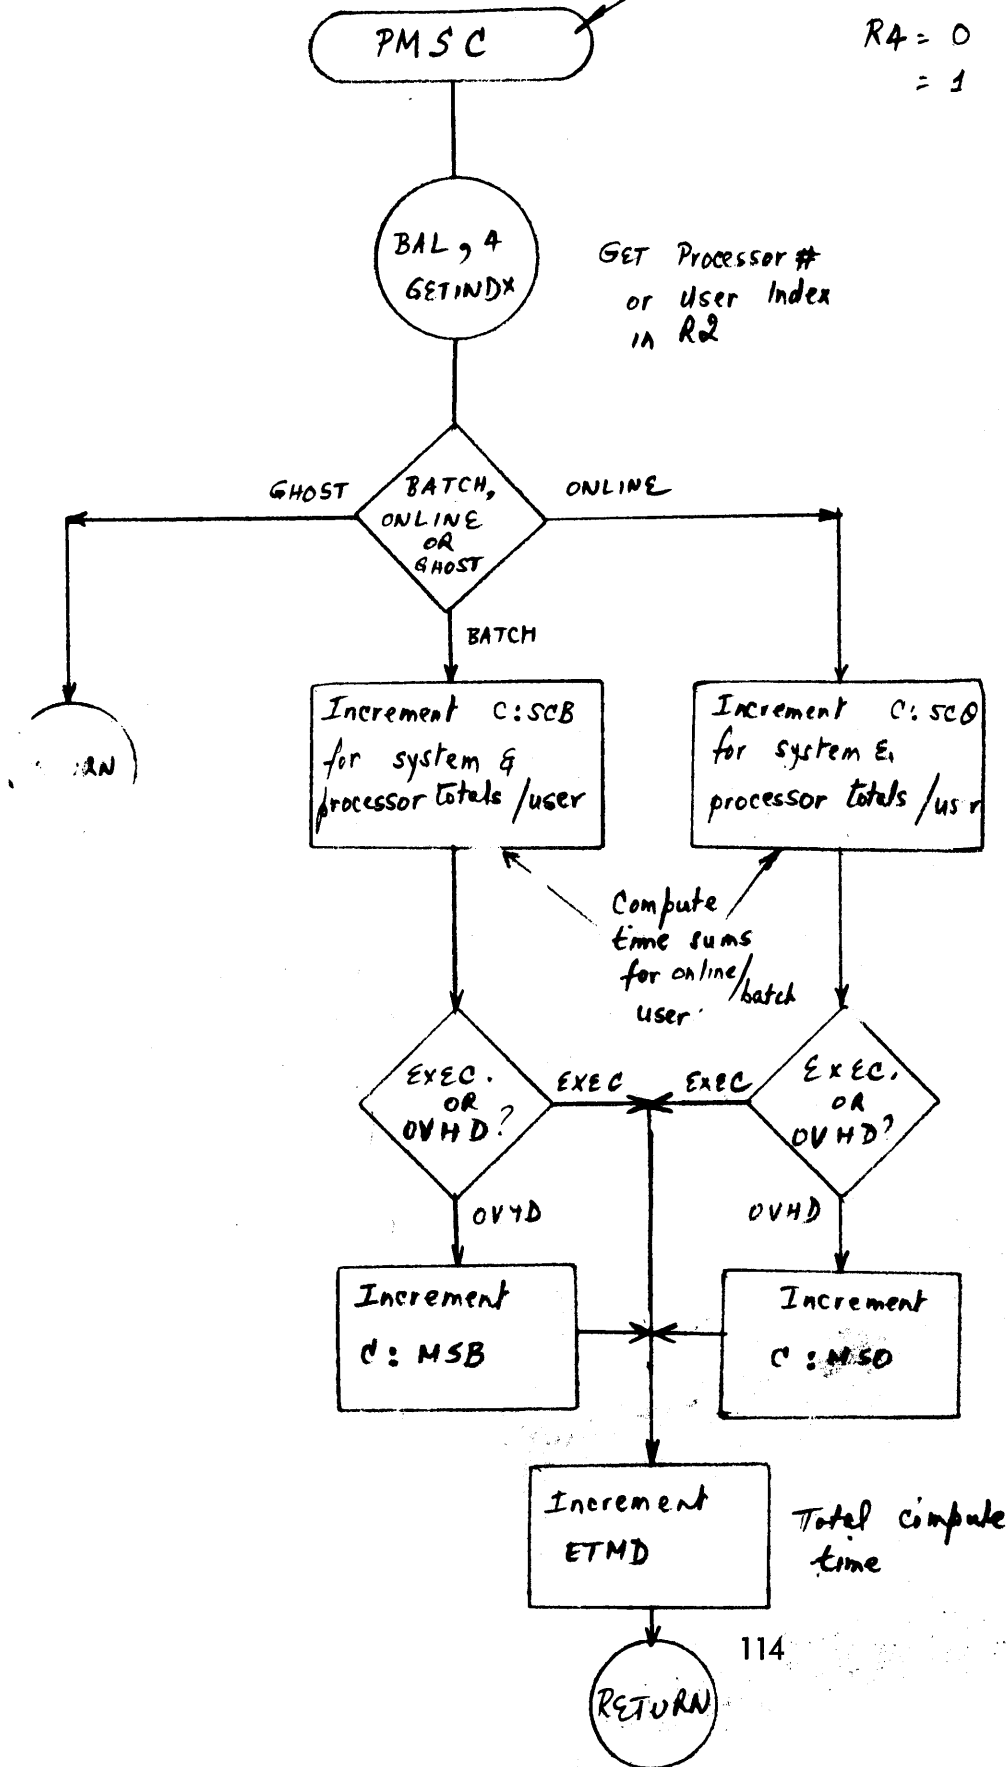 PMSC
R4 = 0
= 1
BAL, 4
GETINDX
GET Processor #
or User Index
in R2
GHOST
BATCH,
ONLINE
OR
GHOST
ONLINE
BATCH
Increment C:SCB
for system &
processor totals /user
Increment C:SCO
for system &
processor totals /us r
RN
Compute
time sums
for online/batch
user
EXEC.
OR
OVHD?
EXEC
EXEC
EXEC.
OR
OVHD?
OVHD
OVHD
Increment
C: MSB
Increment
C: MSO
Increment
ETMD
Total compute
time
114
RETURN